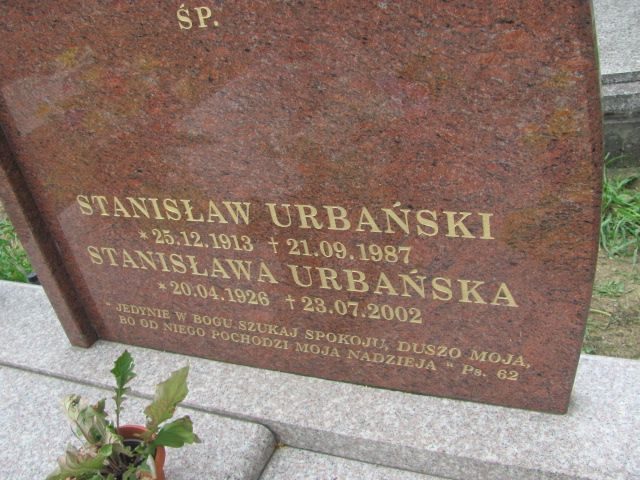 ŚP.
STANISŁAW URBAŃSKI
*25.12.1913 †21.09.1987
STANISŁAWA URBAŃSKA
*20.04.1926 †23.07.2002
" JEDYNIE W BOGU SZUKAJ SPOKOJU, DUSZO MOJA,
BO OD NIEGO POCHODZI MOJA NADZIEJA " Ps. 62